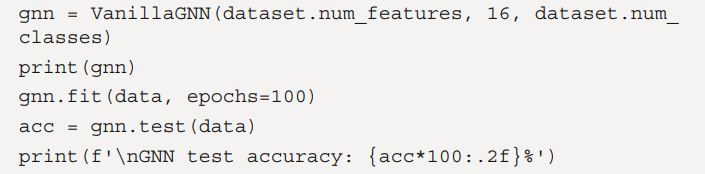 gnn = VanillaGNN(dataset.num_features, 16, dataset.num_
classes)
print(gnn)
gnn.fit(data, epochs=100)
acc = gnn.test(data)
print(f'\nGNN test accuracy: {acc*100:.2f}%')